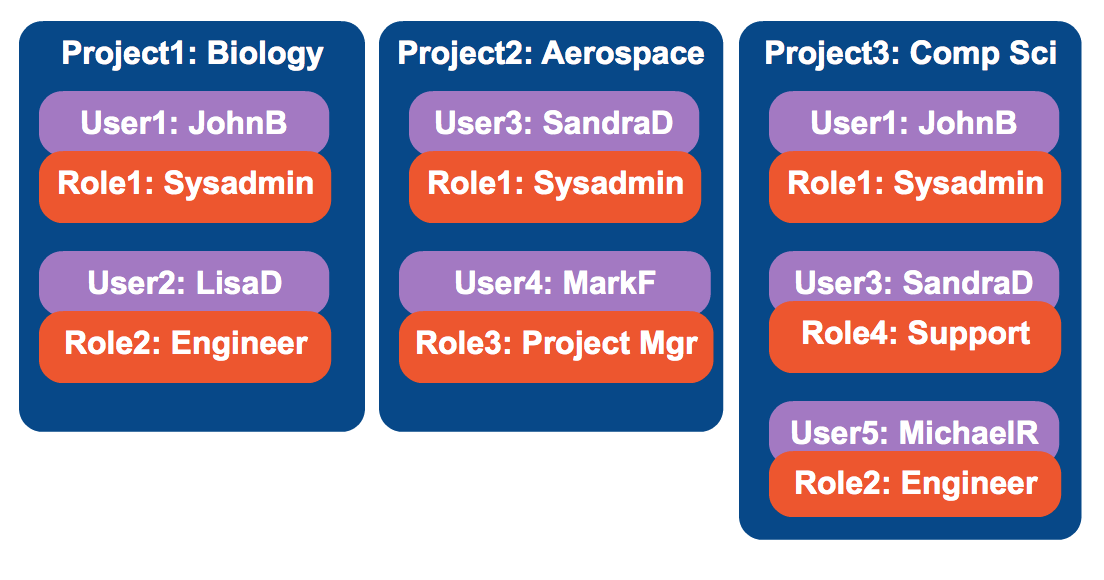 Project1: Biology
User1: JohnB
Role1: Sysadmin
User2: LisaD
Role2: Engineer
Project2: Aerospace
User3: SandraD
Role1: Sysadmin
User4: MarkF
Role3: Project Mgr
Project3: Comp Sci
User1: JohnB
Role1: Sysadmin
User3: SandraD
Role4: Support
User5: MichaelR
Role2: Engineer